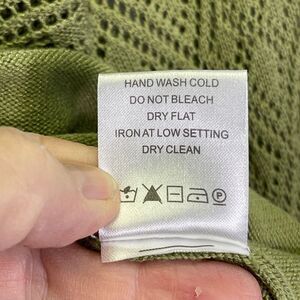 HAND WASH COLD
DO NOT BLEACH
DRY FLAT
IRON AT LOW SETTING
DRY CLEAN
P